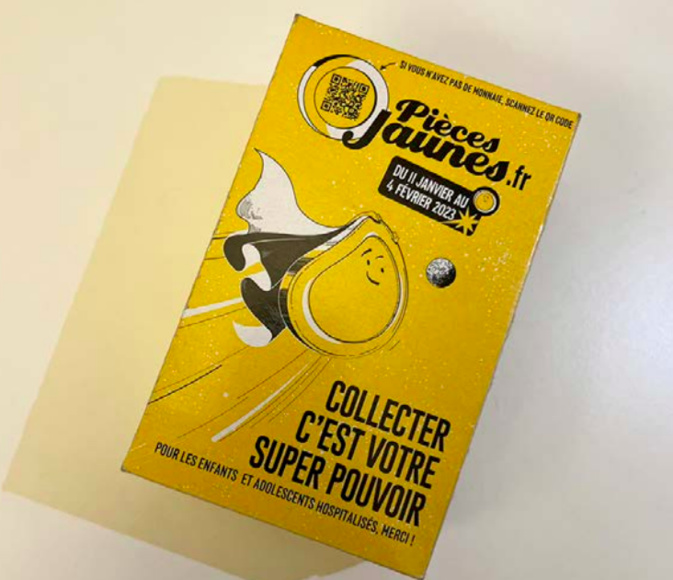 SI VOUS N'AVEZ PAS DE MONNAIE, SCANNEZ LE QR CODE
Pièces
Jaunes.fr
DU 11 JANVIER AU
4 FÉVRIER 2023
COLLECTER
C'EST VOTRE
SUPER POUVOIR
POUR LES ENFANTS ET ADOLESCENTS HOSPITALISÉS, MERCI !